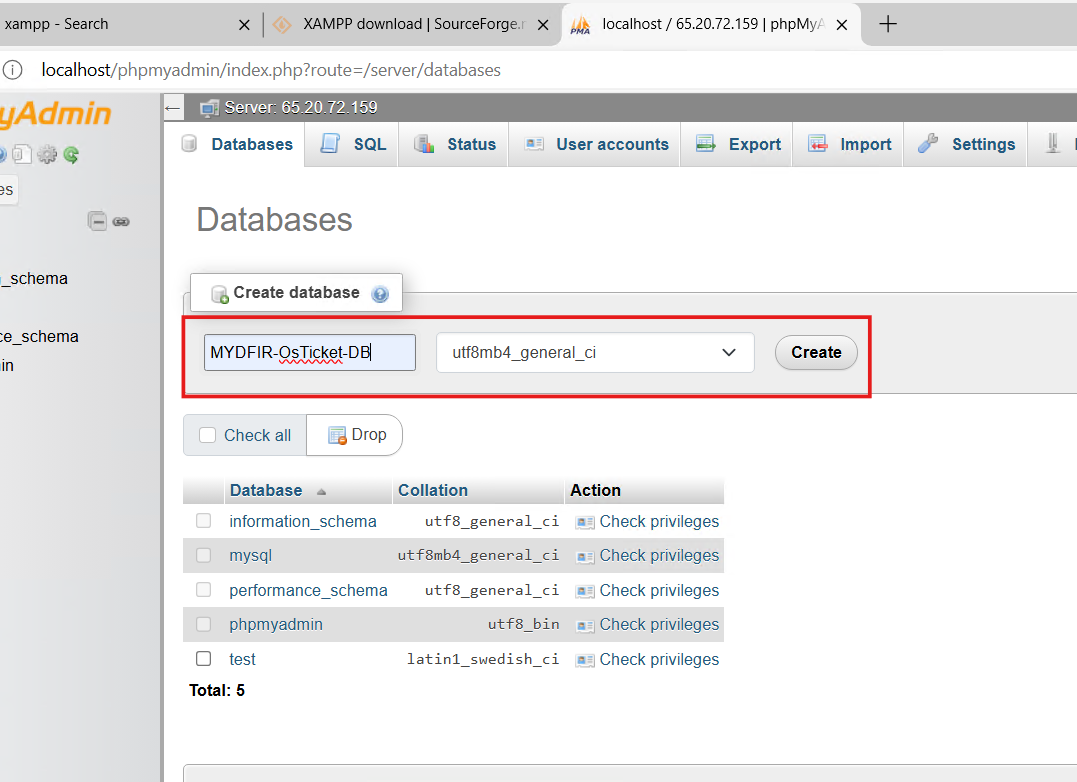 xampp - Search
XAMPP download | SourceForge.r
localhost / 65.20.72.159 | phpMyA
localhost/phpmyadmin/index.php?route=/server/databases
yAdmin
Server: 65.20.72.159
Databases
SQL
Status
User accounts
Export
Import
Settings
es
Databases
_schema
Create database
ce_schema
in
MYDFIR-OsTicket-DB
utf8mb4_general_ci
Create
Check all
Drop
Database
Collation
Action
information_schema
utf8_general_ci
Check privileges
mysql
utf8mb4_general_ci
Check privileges
performance_schema
utf8_general_ci
Check privileges
phpmyadmin
utf8_bin
Check privileges
test
latin1_swedish_ci
Check privileges
Total: 5